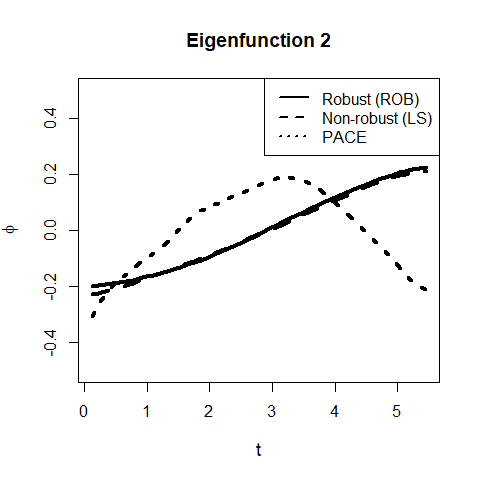 Eigenfunction 2
Robust (ROB)
Non-robust (LS)
PACE
0.4
0.2
0.0
-0.2
-0.4
ϕ
0 1 2 3 4 5
t